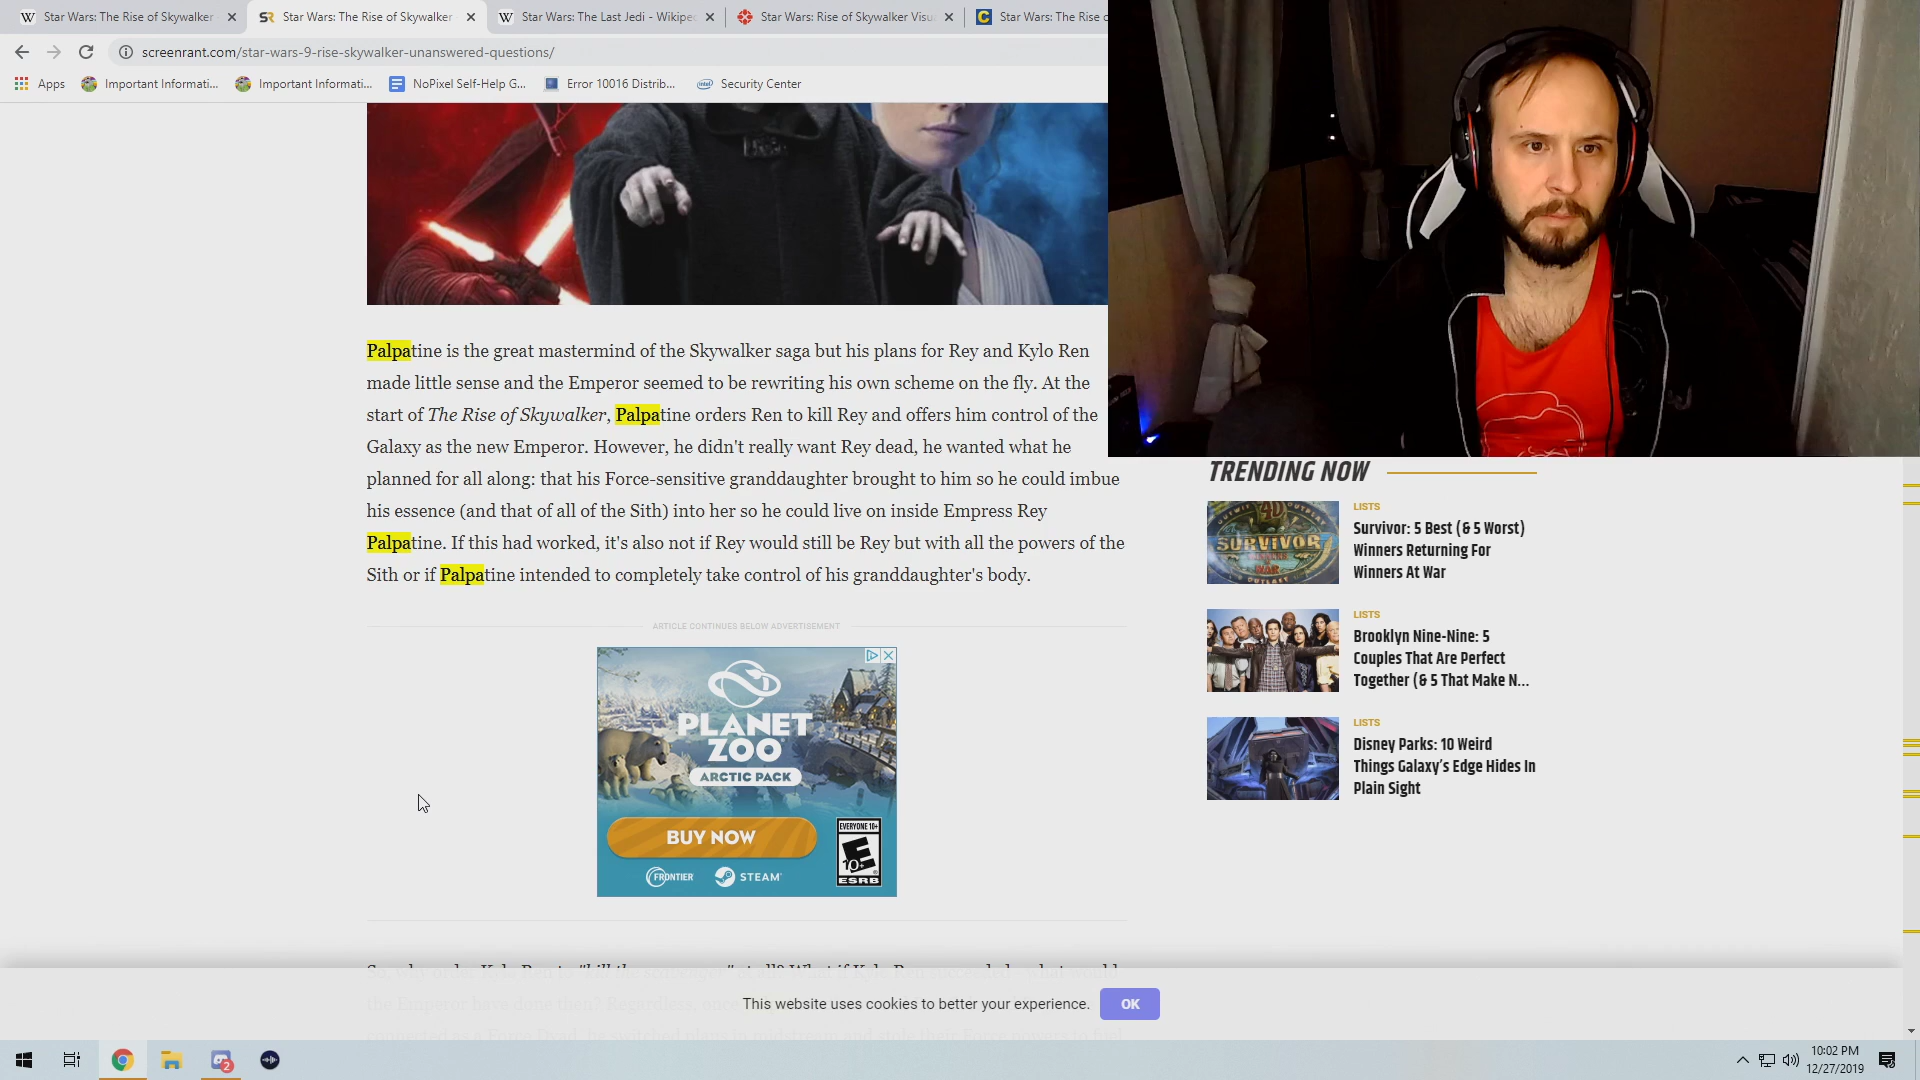 Star Wars: The Rise of Skywalker
Star Wars: The Rise of Skywalker
Star Wars: The Last Jedi - Wikipe
Star Wars: Rise of Skywalker Visu
Star Wars: The Rise o
screenrant.com/star-wars-9-rise-skywalker-unanswered-questions/
Apps
Important Informati...
Important Informati...
NoPixel Self-Help G...
Error 10016 Distrib...
Security Center
Palpatine is the great mastermind of the Skywalker saga but his plans for Rey and Kylo Ren
made little sense and the Emperor seemed to be rewriting his own scheme on the fly. At the
start of The Rise of Skywalker, Palpatine orders Ren to kill Rey and offers him control of the
Galaxy as the new Emperor. However, he didn't really want Rey dead, he wanted what he
planned for all along: that his Force-sensitive granddaughter brought to him so he could imbue
his essence (and that of all of the Sith) into her so he could live on inside Empress Rey
Palpatine. If this had worked, it's also not if Rey would still be Rey but with all the powers of the
Sith or if Palpatine intended to completely take control of his granddaughter's body.
ARTICLE CONTINUES BELOW ADVERTISEMENT
PLANET
ZOO
ARCTIC PACK
BUY NOW
FRONTIER
STEAM
EVERYONE 10+
E
10+
ESRB
TRENDING NOW
LISTS
Survivor: 5 Best (& 5 Worst)
Winners Returning For
Winners At War
SURVIVOR
LISTS
Brooklyn Nine-Nine: 5
Couples That Are Perfect
Together (& 5 That Make N...
LISTS
Disney Parks: 10 Weird
Things Galaxy's Edge Hides In
Plain Sight
This website uses cookies to better your experience.
OK
2
10:02 PM
12/27/2019